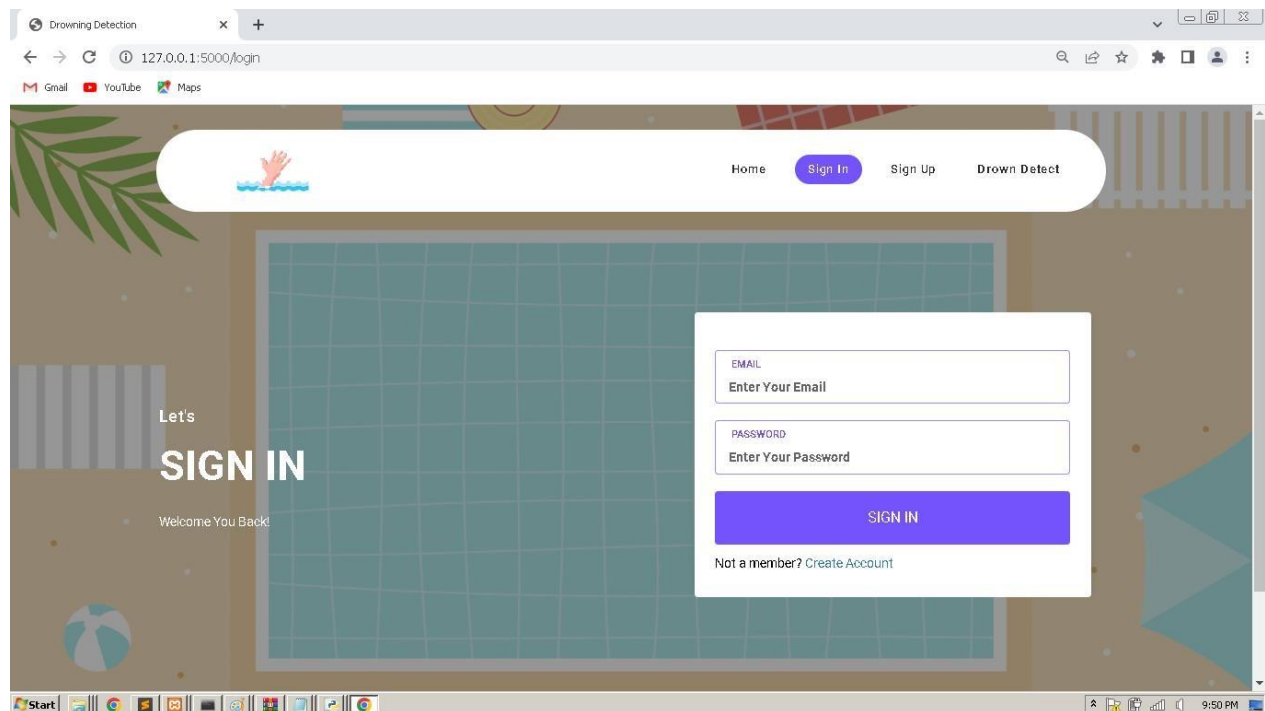 Drowning Detection
127.0.0.1:5000/login
Gmail YouTube Maps
Home Sign In Sign Up Drown Detect
Let's
SIGN IN
Welcome You Back!
EMAIL
Enter Your Email
PASSWORD
Enter Your Password
SIGN IN
Not a member? Create Account
Start 9:50 PM